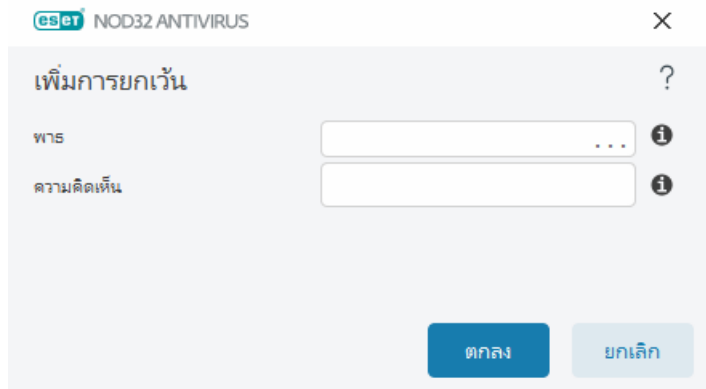 eset NOD32 ANTIVIRUS
เพิ่มการยกเว้น
?
พาธ
...
ความคิดเห็น
ตกลง
ยกเลิก